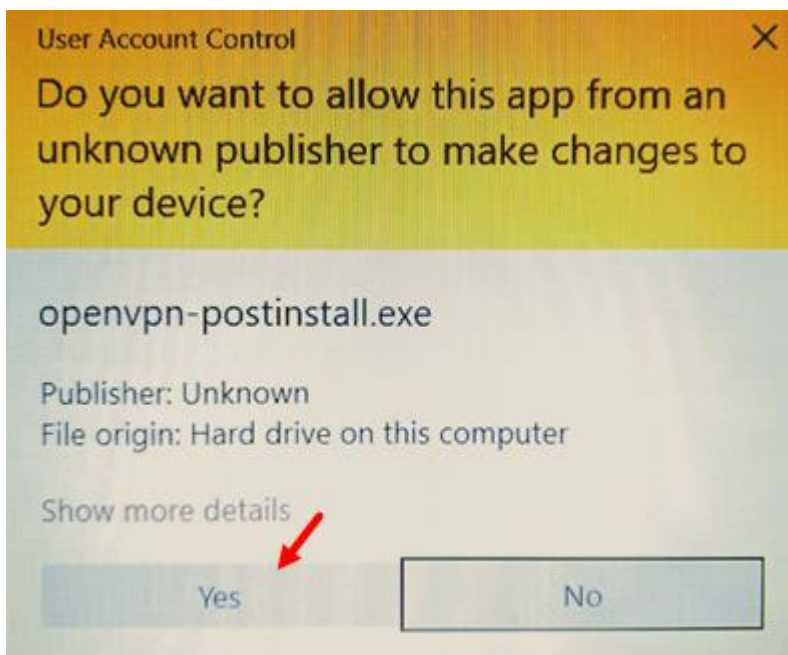 User Account Control
Do you want to allow this app from an
unknown publisher to make changes to
your device?
openvpn-postinstall.exe
Publisher: Unknown
File origin: Hard drive on this computer
Show more details
Yes
No